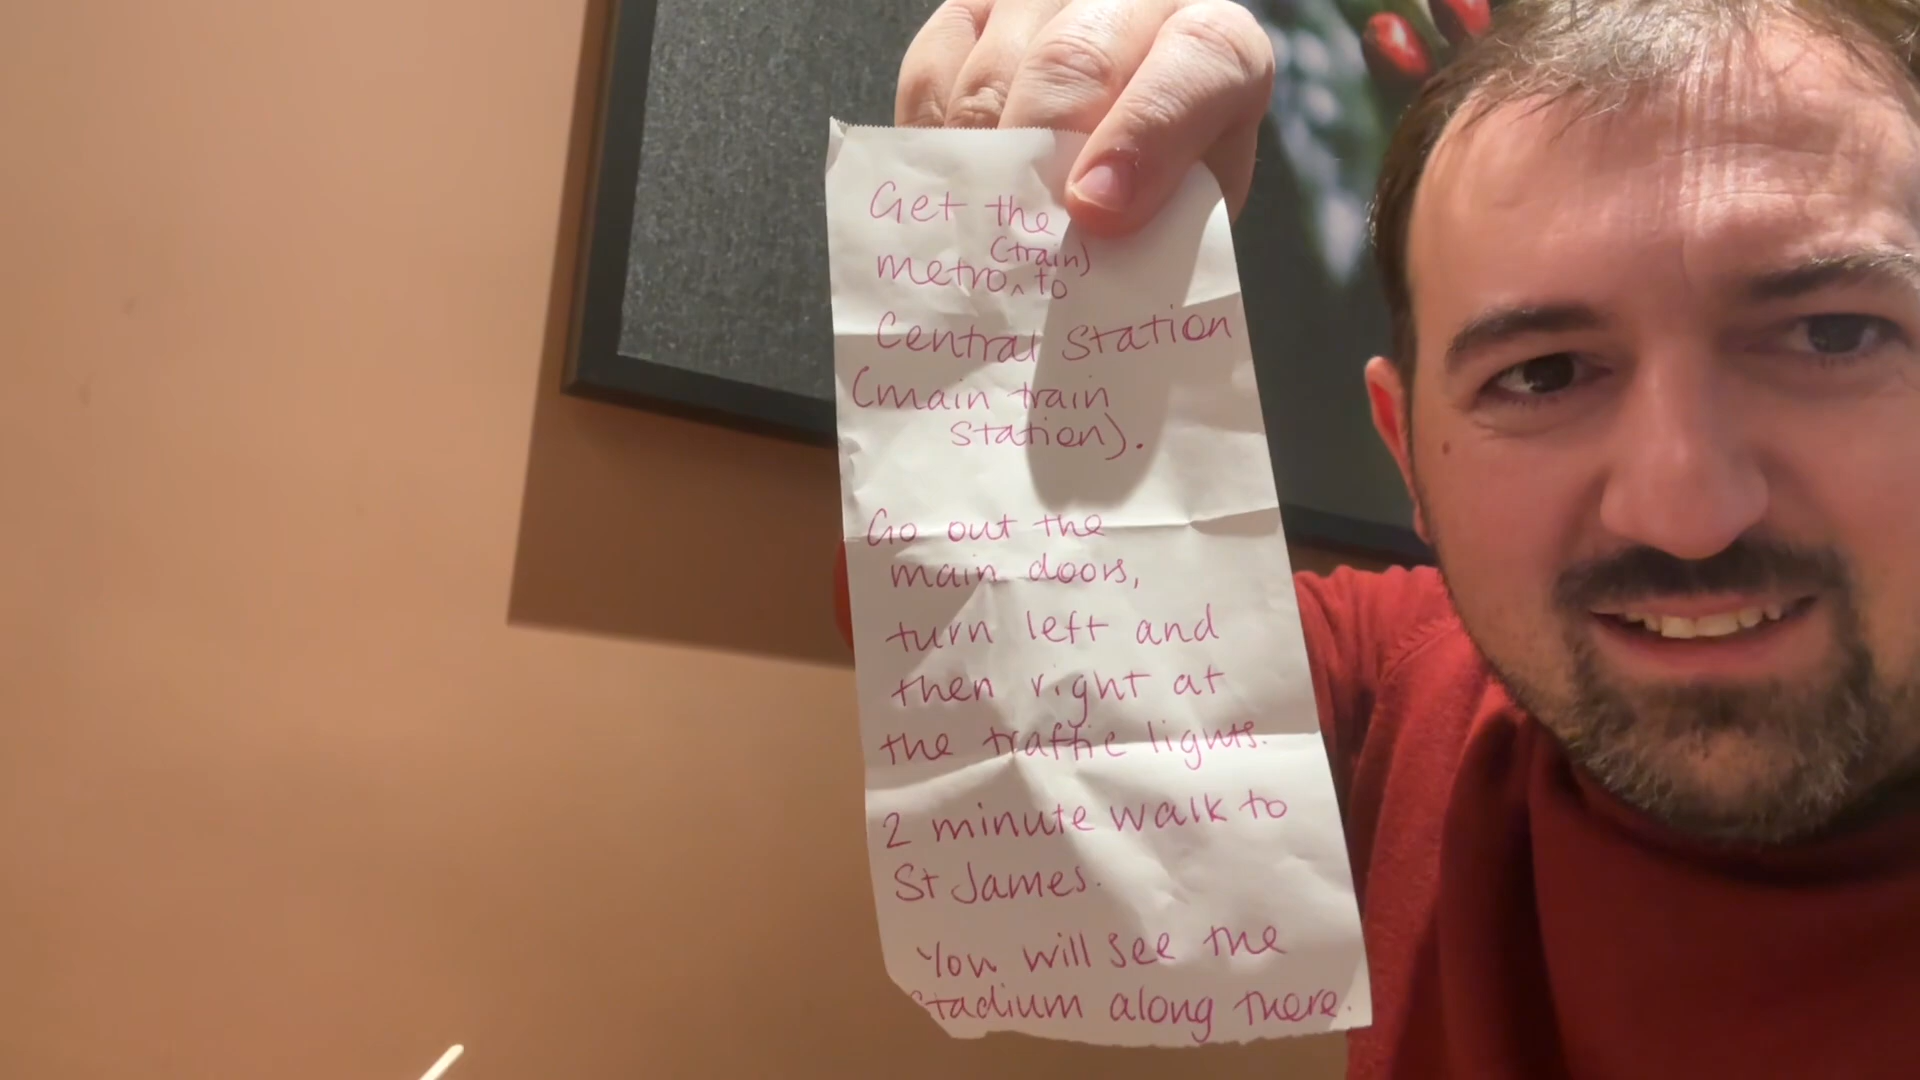 Get the
metro ^ (train) to
Central Station
(main train
station).
Go out the
main doors,
turn left and
then right at
the traffic lights.
2 minute walk to
St James.
You will see the
Stadium along there.